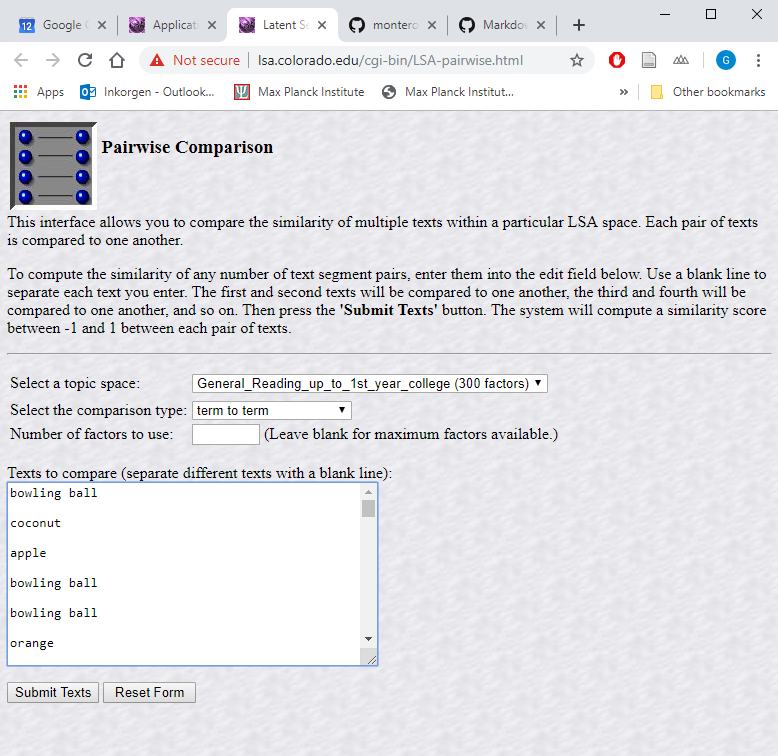 12 Google C
Applicati
Latent Se
montero
Markdow
Not secure | lsa.colorado.edu/cgi-bin/LSA-pairwise.html
G
Apps
Inkorgen - Outlook...
Max Planck Institute
Max Planck Institut...
»
Other bookmarks
Pairwise Comparison
This interface allows you to compare the similarity of multiple texts within a particular LSA space. Each pair of texts
is compared to one another.
To compute the similarity of any number of text segment pairs, enter them into the edit field below. Use a blank line to
separate each text you enter. The first and second texts will be compared to one another, the third and fourth will be
compared to one another, and so on. Then press the 'Submit Texts' button. The system will compute a similarity score
between -1 and 1 between each pair of texts.
Select a topic space: General_Reading_up_to_1st_year_college (300 factors)
Select the comparison type: term to term
Number of factors to use: (Leave blank for maximum factors available.)
Texts to compare (separate different texts with a blank line):
bowling ball
coconut
apple
bowling ball
bowling ball
orange
Submit Texts Reset Form